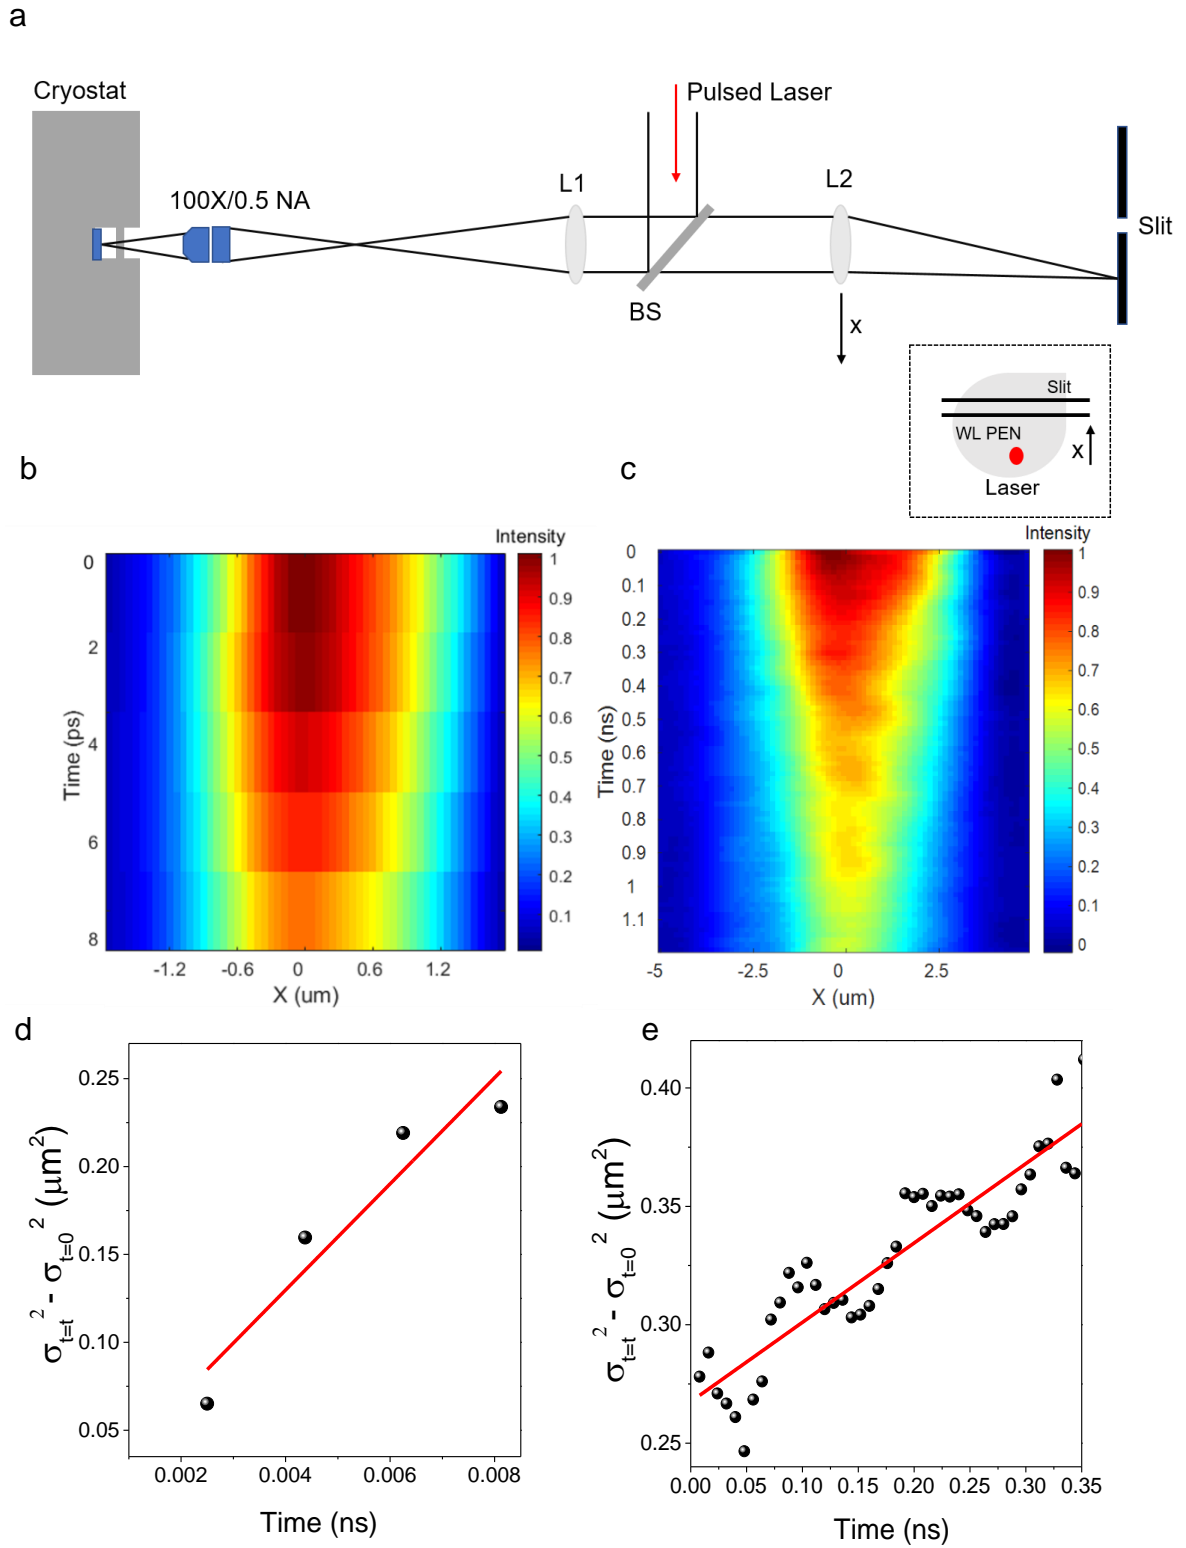 a
Cryostat
Pulsed Laser
100X/0.5 NA
L1
L2
Slit
BS
x
Slit
WL PEN
x
Laser
b
Intensity
0
2
4
6
8
Time (ps)
-1.2 -0.6 0 0.6 1.2
X (um)
1
0.9
0.8
0.7
0.6
0.5
0.4
0.3
0.2
0.1
c
Intensity
0
0.1
0.2
0.3
0.4
0.5
0.6
0.7
0.8
0.9
1
1.1
Time (ns)
-5 -2.5 0 2.5
X (um)
1
0.9
0.8
0.7
0.6
0.5
0.4
0.3
0.2
0.1
0
d
0.25
0.20
0.15
0.10
0.05
σt=t² - σt=0² (μm²)
0.002 0.004 0.006 0.008
Time (ns)
e
0.40
0.35
0.30
0.25
σt=t² - σt=0² (μm²)
0.00 0.05 0.10 0.15 0.20 0.25 0.30 0.35
Time (ns)